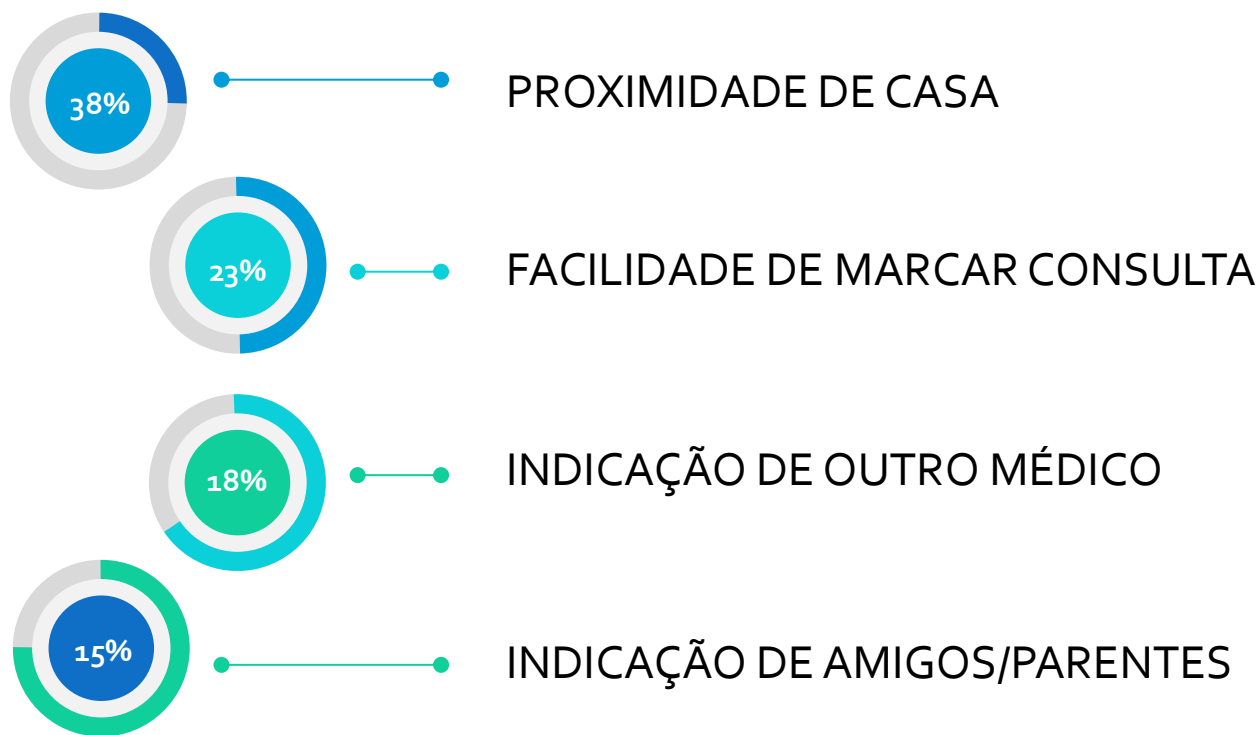 38%
PROXIMIDADE DE CASA
23%
FACILIDADE DE MARCAR CONSULTA
18%
INDICAÇÃO DE OUTRO MÉDICO
15%
INDICAÇÃO DE AMIGOS/PARENTES